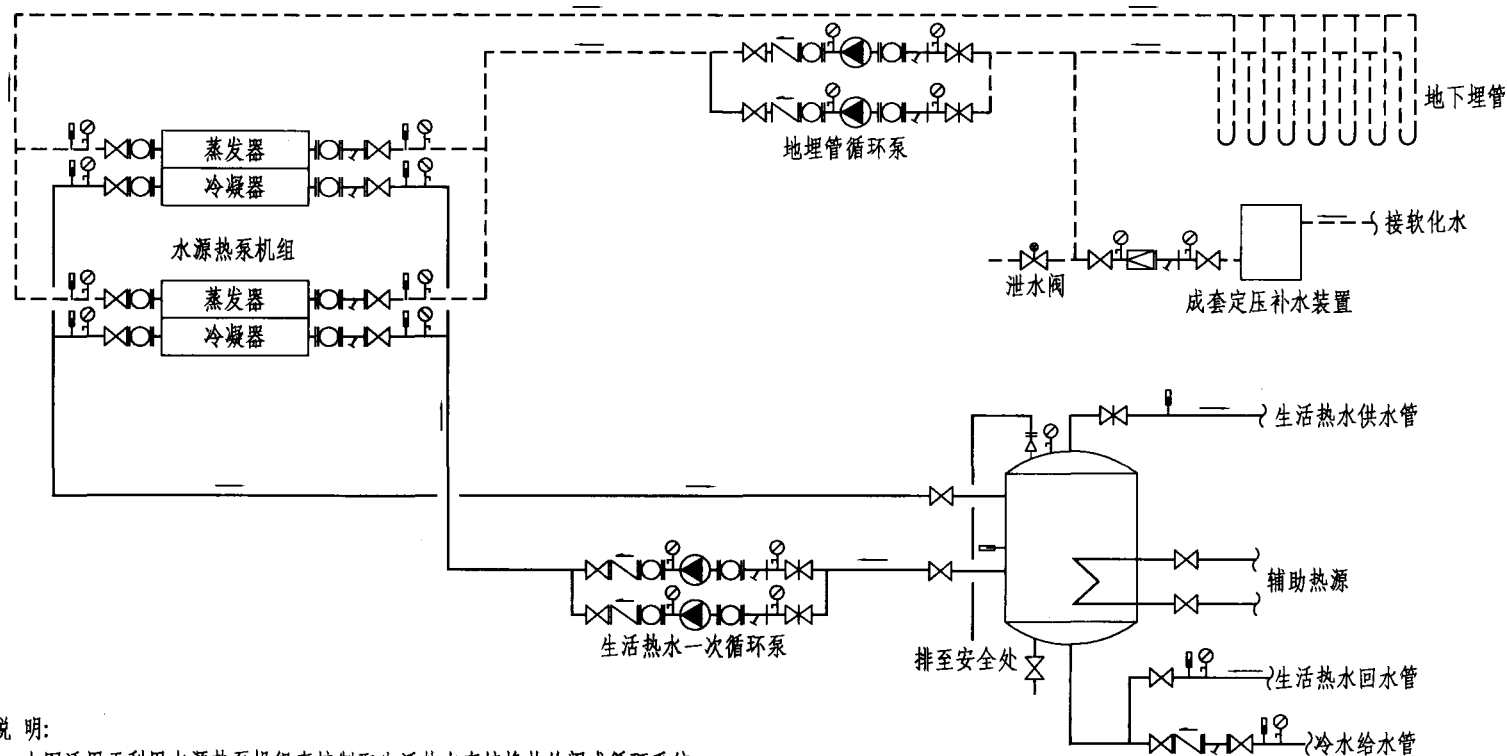 地下埋管
地埋管循环泵
蒸发器
冷凝器
水源热泵机组
蒸发器
冷凝器
接软化水
泄水阀
成套定压补水装置
生活热水供水管
辅助热源
生活热水一次循环泵
排至安全处
生活热水回水管
冷水给水管
说 明: